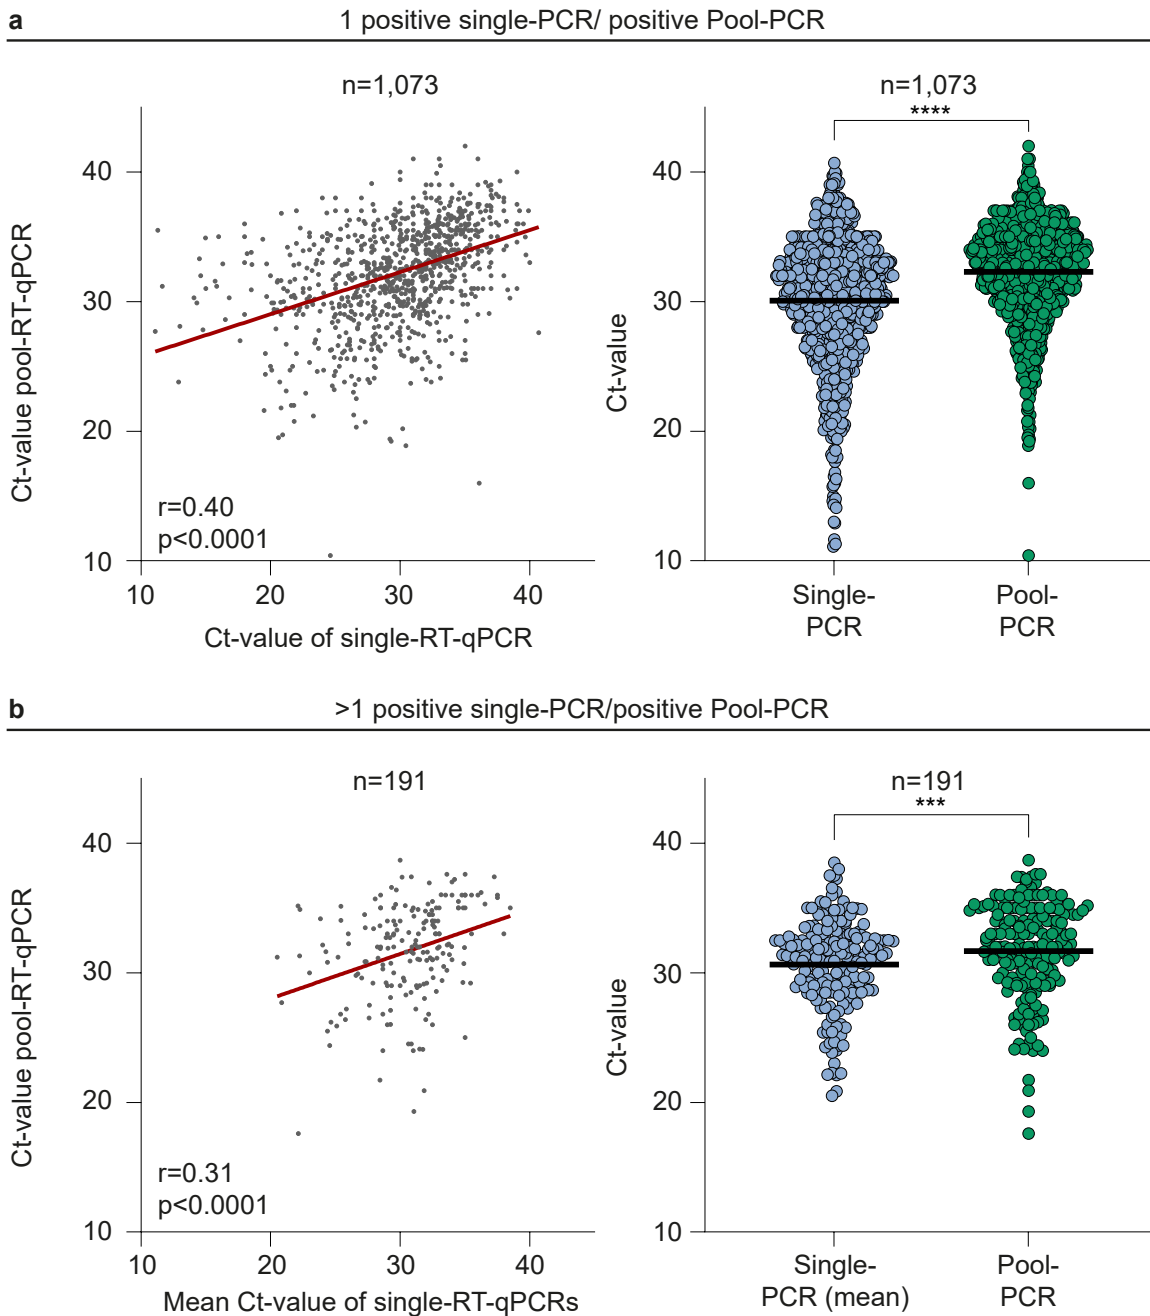 a
1 positive single-PCR/ positive Pool-PCR
n=1,073
40
30
20
10
Ct-value pool-RT-qPCR
r=0.40
p<0.0001
10 20 30 40
Ct-value of single-RT-qPCR
n=1,073
****
40
30
20
10
Ct-value
Single-
PCR
Pool-
PCR
b
>1 positive single-PCR/positive Pool-PCR
n=191
40
30
20
10
Ct-value pool-RT-qPCR
r=0.31
p<0.0001
10 20 30 40
Mean Ct-value of single-RT-qPCRs
n=191
***
40
30
20
10
Ct-value
Single-
PCR (mean)
Pool-
PCR